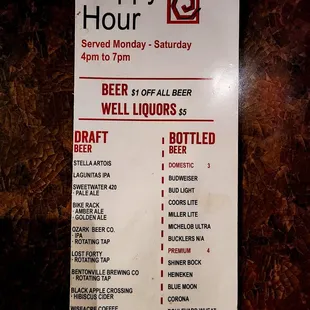 Hour
Served Monday - Saturday
4pm to 7pm
BEER $1 OFF ALL BEER
WELL LIQUORS $5
DRAFT
BEER
STELLA ARTOIS
LAGUNITAS IPA
SWEETWATER 420
- PALE ALE
BIKE RACK
- AMBER ALE
- GOLDEN ALE
OZARK BEER CO.
- IPA
- ROTATING TAP
LOST FORTY
- ROTATING TAP
BENTONVILLE BREWING CO
- ROTATING TAP
BLACK APPLE CROSSING
- HIBISCUS CIDER
WISEACRE COFFEE
BOTTLED
BEER
DOMESTIC 3
BUDWEISER
BUD LIGHT
COORS LITE
MILLER LITE
MICHELOB ULTRA
BUCKLERS N/A
PREMIUM 4
SHINER BOCK
HEINEKEN
BLUE MOON
CORONA